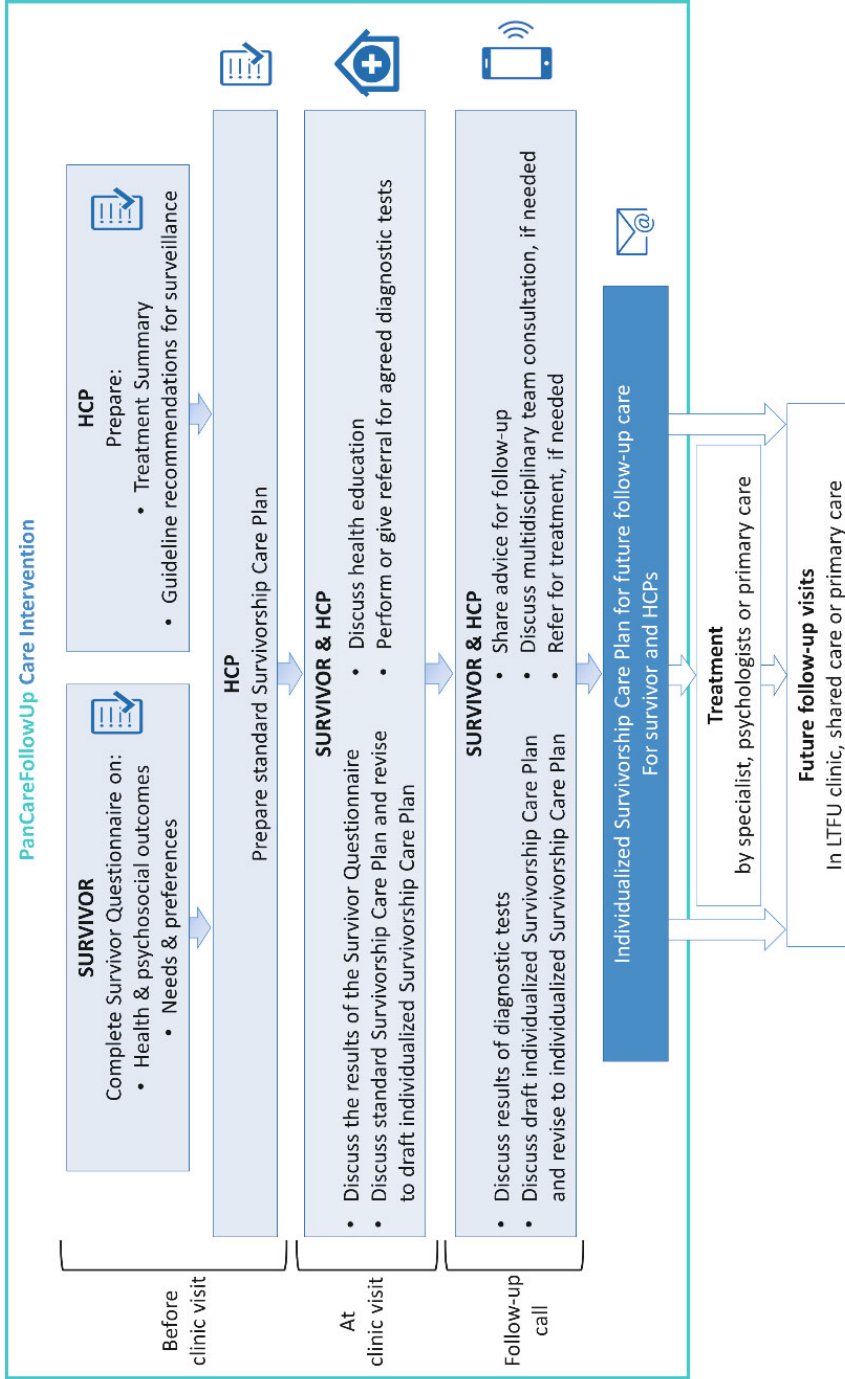 PanCareFollowUp Care Intervention
Before
clinic visit
SURVIVOR
Complete Survivor Questionnaire on:
• Health & psychosocial outcomes
• Needs & preferences
HCP
Prepare:
• Treatment Summary
• Guideline recommendations for surveillance
HCP
Prepare standard Survivorship Care Plan
At
clinic visit
SURVIVOR & HCP
• Discuss the results of the Survivor Questionnaire
• Discuss standard Survivorship Care Plan and revise
to draft individualized Survivorship Care Plan
• Discuss health education
• Perform or give referral for agreed diagnostic tests
Follow-up
call
SURVIVOR & HCP
• Discuss results of diagnostic tests
• Discuss draft individualized Survivorship Care Plan
and revise to individualized Survivorship Care Plan
• Share advice for follow-up
• Discuss multidisciplinary team consultation, if needed
• Refer for treatment, if needed
Individualized Survivorship Care Plan for future follow-up care
For survivor and HCPs
@
Treatment
by specialist, psychologists or primary care
Future follow-up visits
In LTFU clinic, shared care or primary care